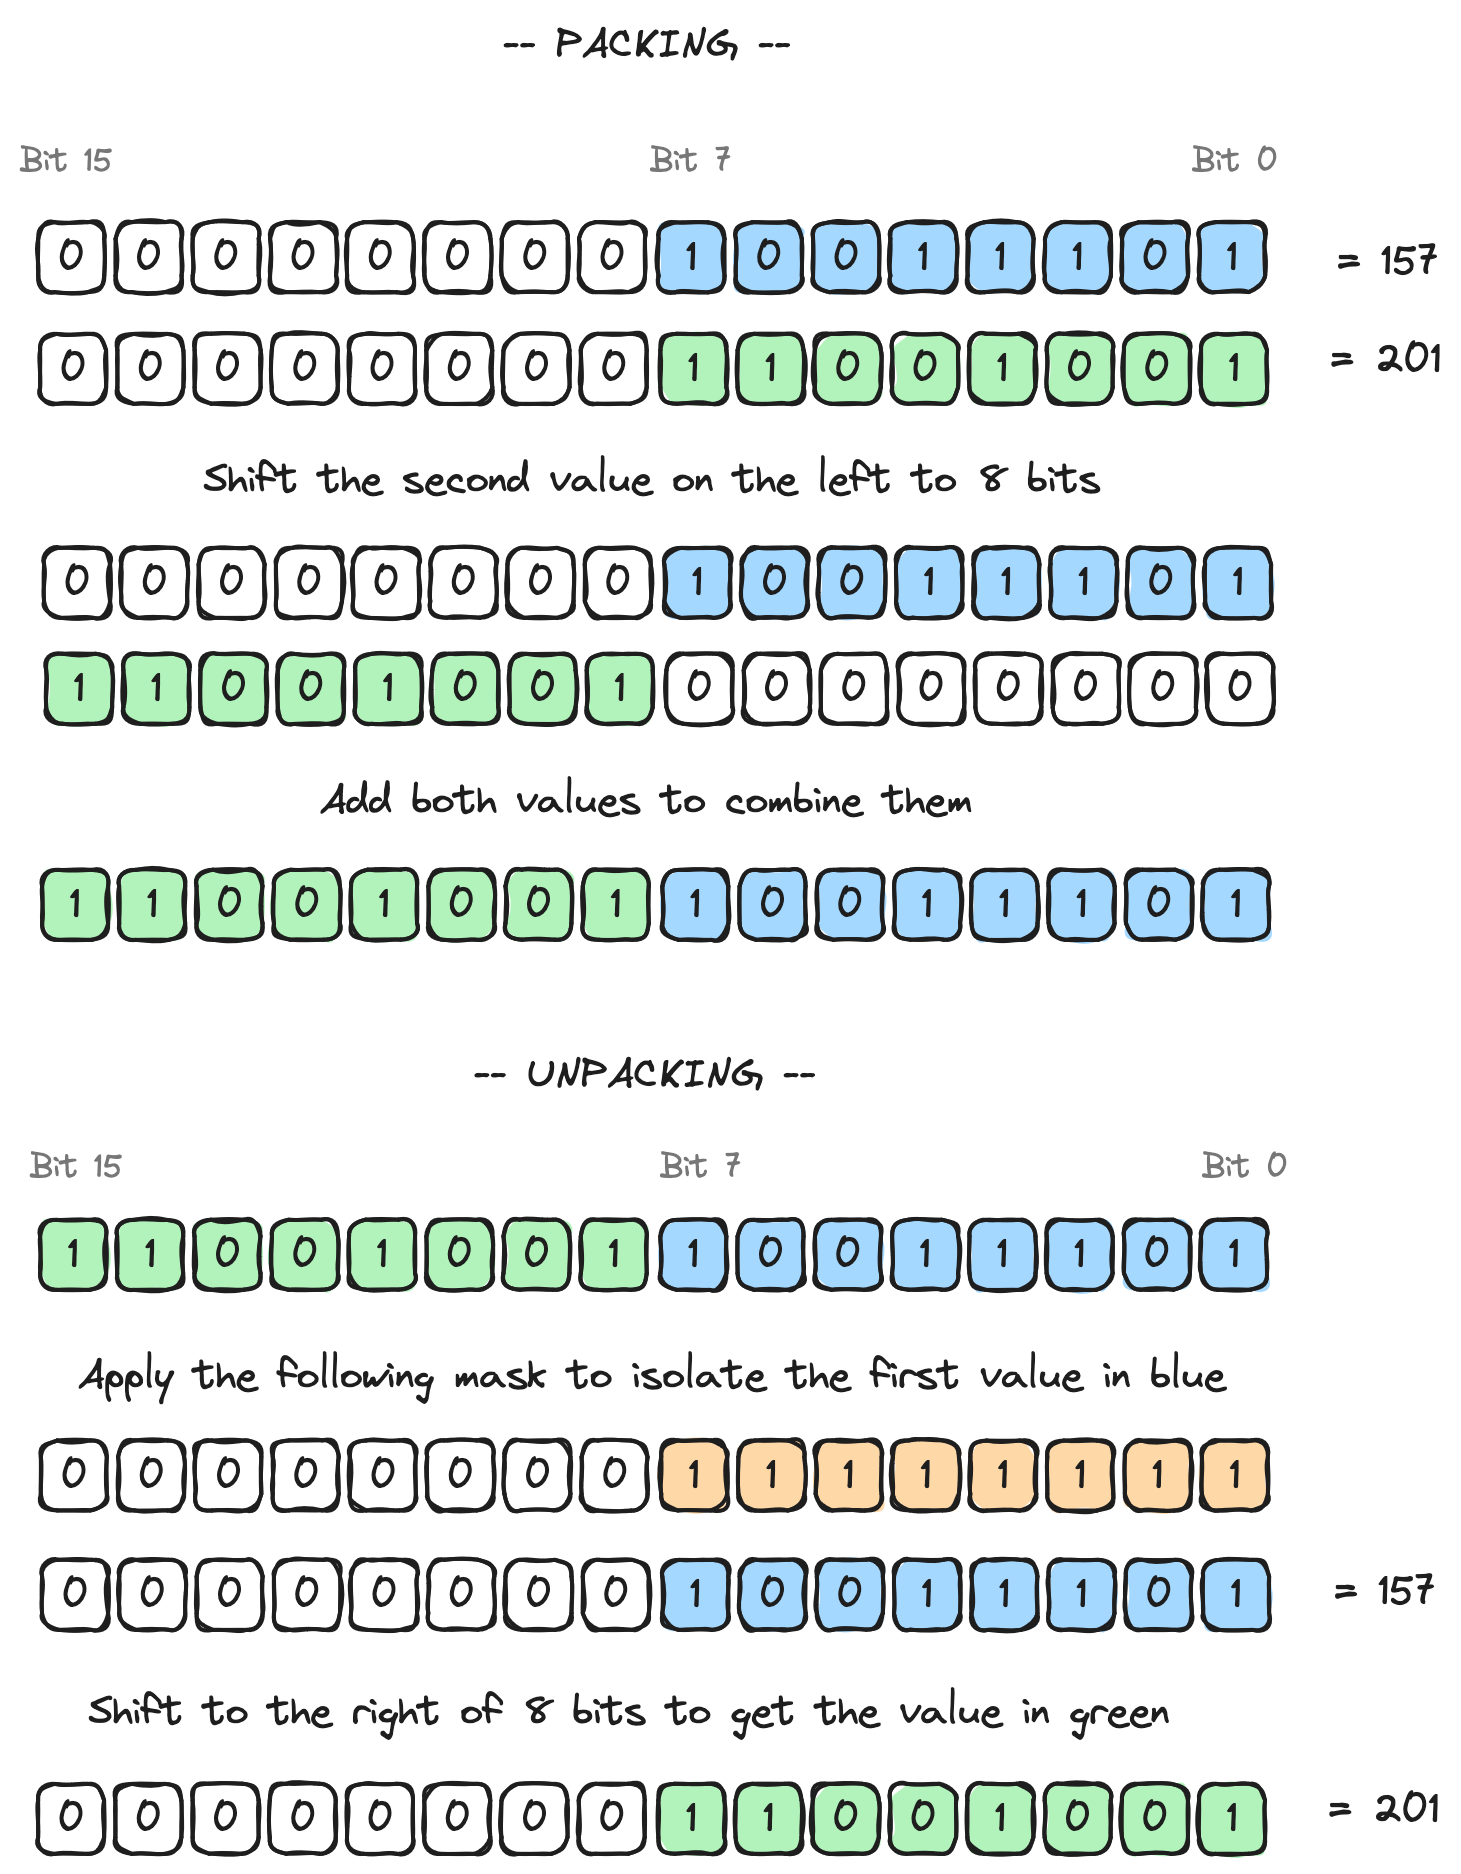 -- PACKING --
Bit 15 Bit 7 Bit 0
0 0 0 0 0 0 0 0 1 0 0 1 1 1 0 1 = 157
0 0 0 0 0 0 0 0 1 1 0 0 1 0 0 1 = 201
Shift the second value on the left to 8 bits
0 0 0 0 0 0 0 0 1 0 0 1 1 1 0 1
1 1 0 0 1 0 0 1 0 0 0 0 0 0 0 0
Add both values to combine them
1 1 0 0 1 0 0 1 1 0 0 1 1 1 0 1
-- UNPACKING --
Bit 15 Bit 7 Bit 0
1 1 0 0 1 0 0 1 1 0 0 1 1 1 0 1
Apply the following mask to isolate the first value in blue
0 0 0 0 0 0 0 0 1 1 1 1 1 1 1 1
0 0 0 0 0 0 0 0 1 0 0 1 1 1 0 1 = 157
Shift to the right of 8 bits to get the value in green
0 0 0 0 0 0 0 0 1 1 0 0 1 0 0 1 = 201